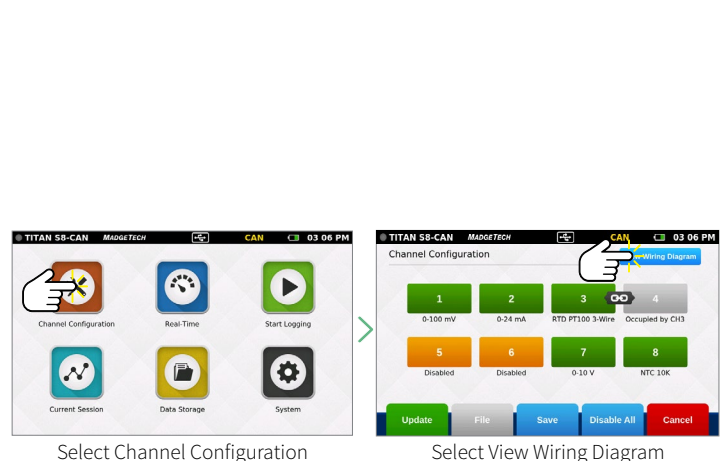 TITAN S8-CAN MADGETECH CAN 03 06 PM
Channel Configuration Real-Time Start Logging
Current Session Data Storage System
Select Channel Configuration
TITAN S8-CAN MADGETECH CAN 03 06 PM
Channel Configuration Wiring Diagram
1 2 3 4
0-100 mV 0-24 mA RTD PT100 3-Wire Occupied by CH3
5 6 7 8
Disabled Disabled 0-10 V NTC 10K
Update File Save Disable All Cancel
Select View Wiring Diagram